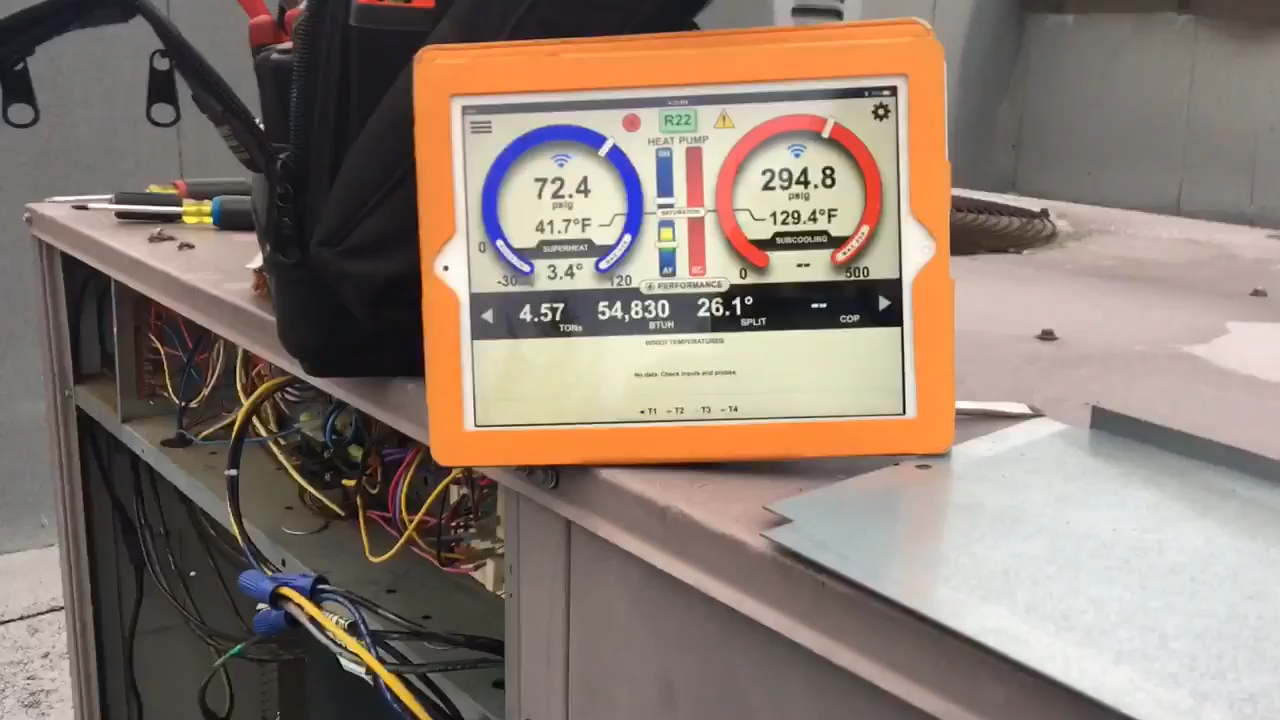 R22
HEAT PUMP
72.4
psig
41.7°F
SUPERHEAT
3.4°
0
-30
120
SATURATION
294.8
psig
129.4°F
SUBCOOLING
--
0
500
PERFORMANCE
4.57
TONs
54,830
BTUH
26.1°
SPLIT
--
COP
WIRED TEMPERATURES
No data. Check inputs and probes.
T1 T2 T3 T4